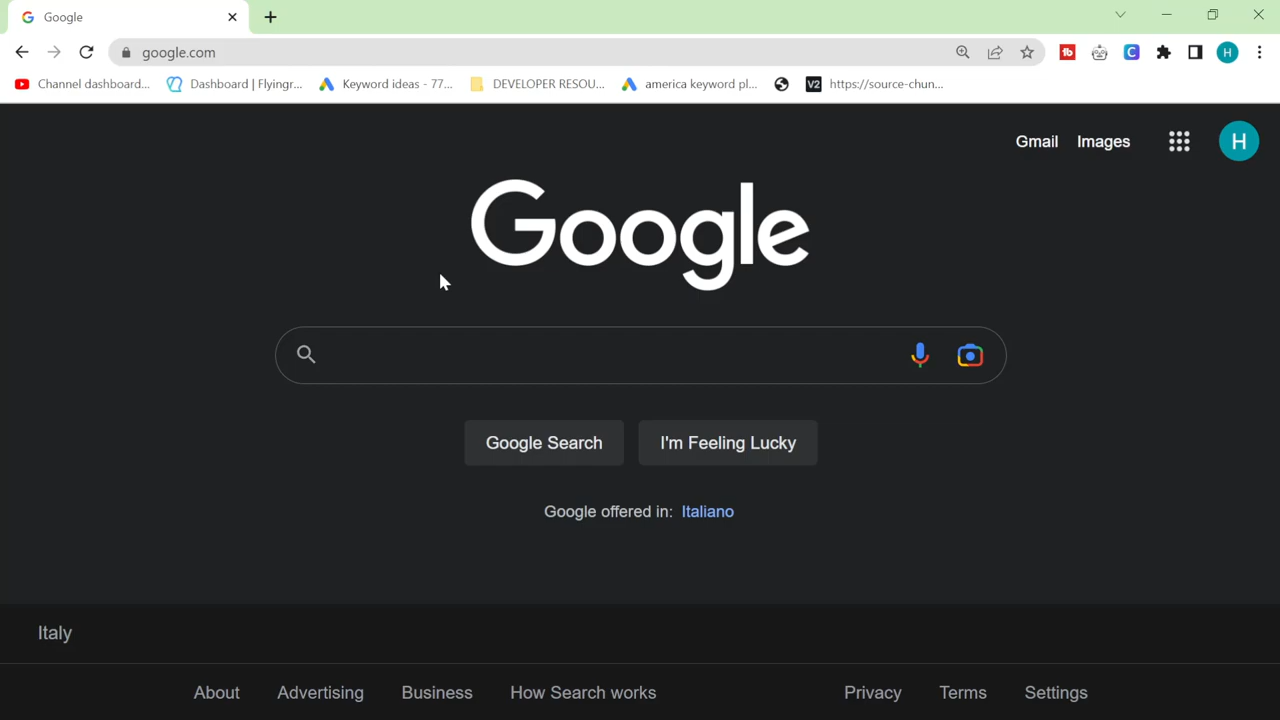 Google
google.com
Channel dashboard... Dashboard | Flyingr... Keyword ideas - 77... DEVELOPER RESOU... america keyword pl... V2 https://source-chun...
tb C H
Gmail Images H
Google
Google Search I'm Feeling Lucky
Google offered in: Italiano
Italy
About Advertising Business How Search works Privacy Terms Settings